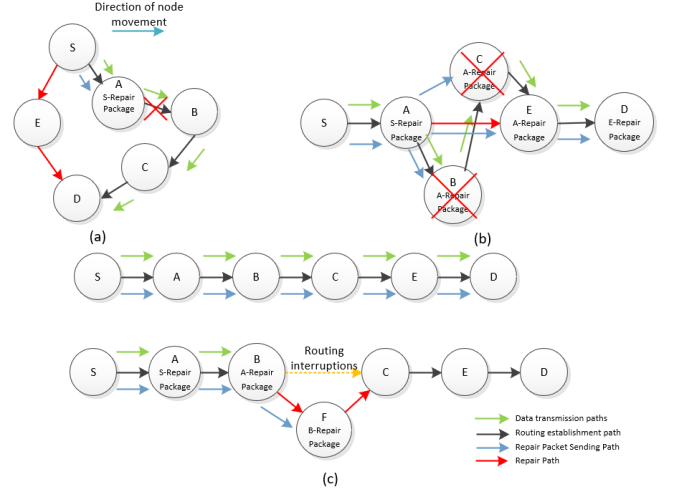 Direction of node
movement
S
A
S-Repair
Package
B
E
C
D
(a)
C
A-Repair
Package
S
A
S-Repair
Package
E
A-Repair
Package
D
E-Repair
Package
B
A-Repair
Package
(b)
S
A
B
C
E
D
S
A
S-Repair
Package
B
A-Repair
Package
Routing
interruptions
C
E
D
F
B-Repair
Package
(c)
Data transmission paths
Routing establishment path
Repair Packet Sending Path
Repair Path